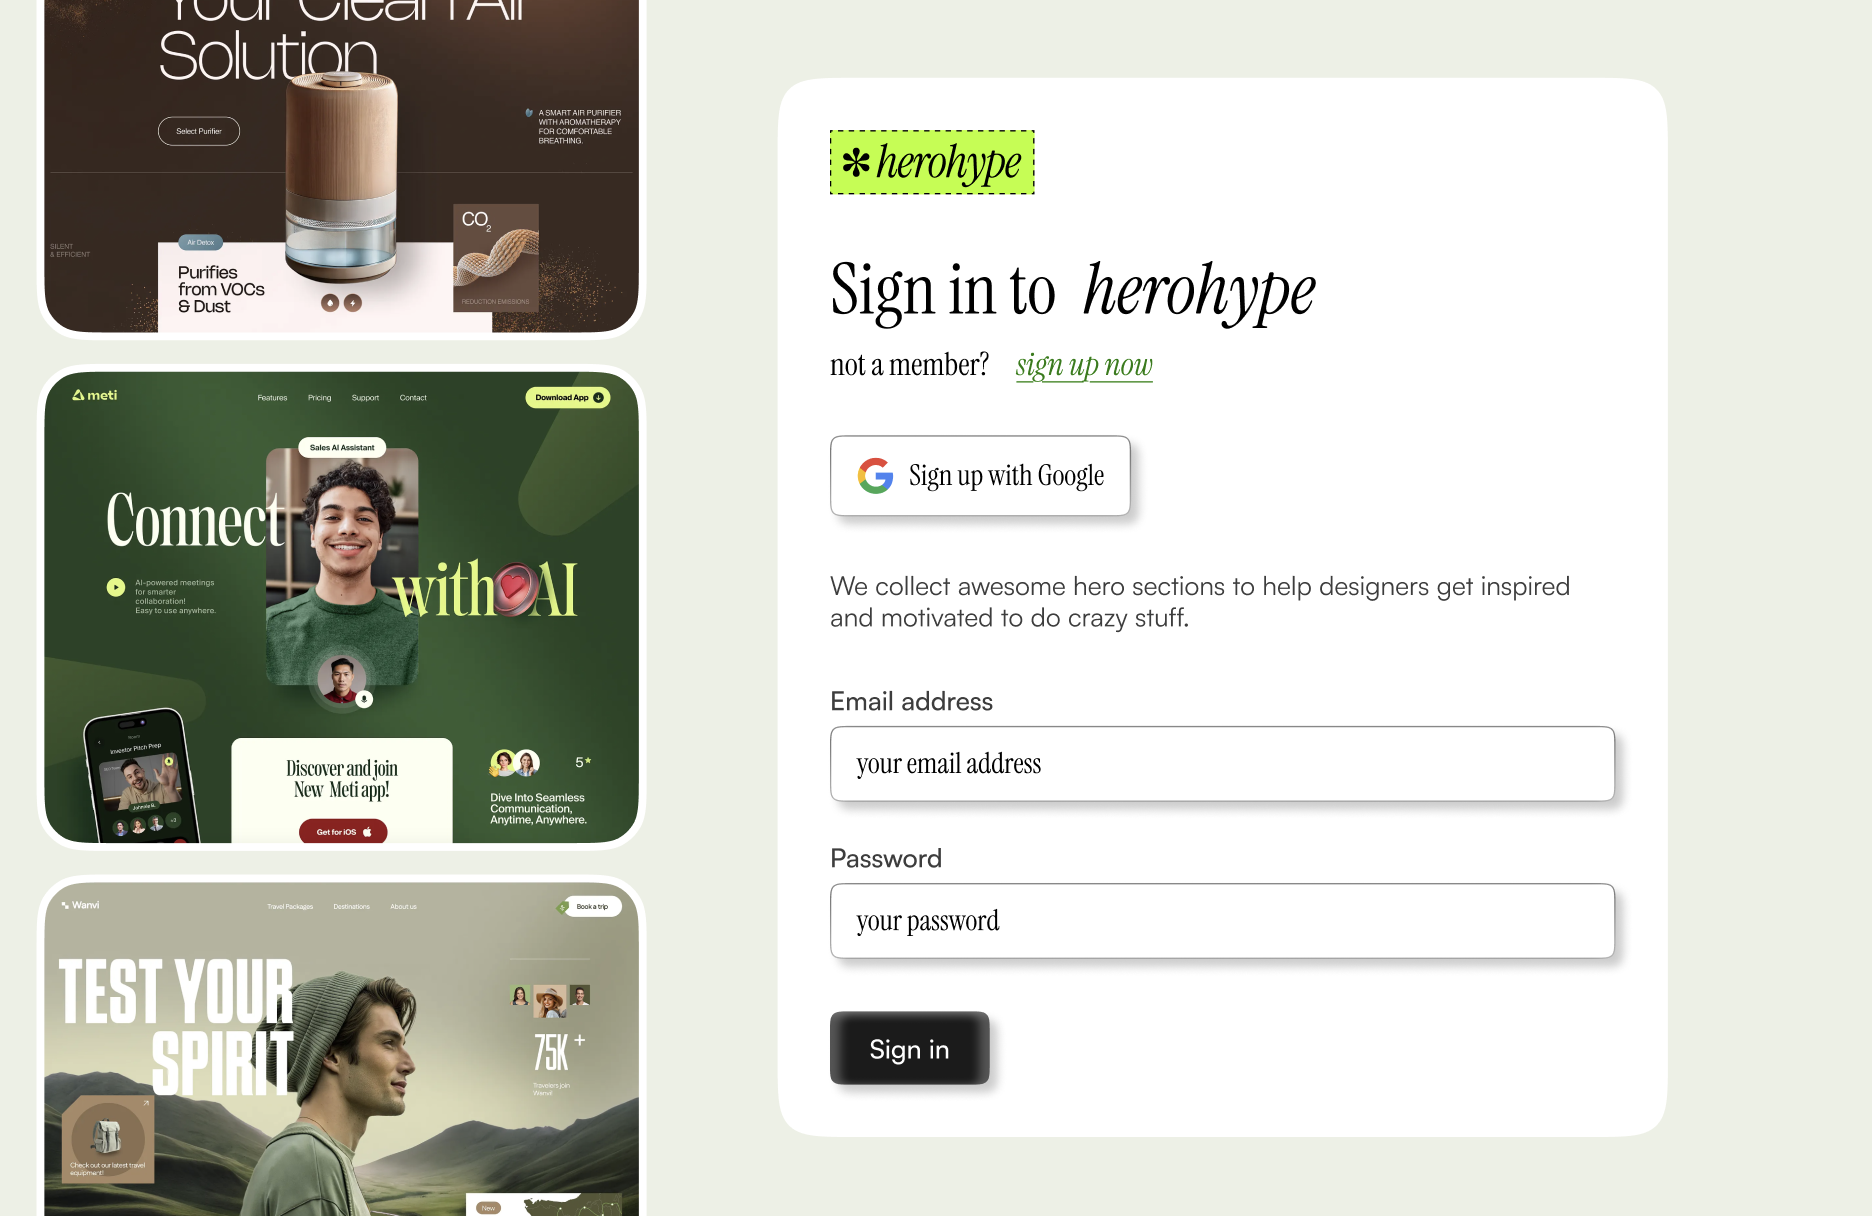 Your Clean Air
Solution
Select Purifier
A SMART AIR PURIFIER
WITH AROMATHERAPY
FOR COMFORTABLE
BREATHING.
SILENT
& EFFICIENT
CO2
REDUCTION EMISSIONS
Air Detox
Purifies
from VOCs
& Dust
meti
Features Pricing Support Contact
Download App
Sales AI Assistant
Connect
with AI
AI-powered meetings
for smarter
collaboration!
Easy to use anywhere.
Investor Pitch Prep
Johnnie R.
+3
Discover and join
New Meti app!
Get for iOS
5
Dive Into Seamless
Communication,
Anytime, Anywhere.
Wanvi
Travel Packages Destinations About us
Book a trip
TEST YOUR
SPIRIT
75K +
Travelers join
Wanvi!
Check out our latest travel
equipment!
New
herohype
Sign in to herohype
not a member? sign up now
Sign up with Google
We collect awesome hero sections to help designers get inspired
and motivated to do crazy stuff.
Email address
your email address
Password
your password
Sign in